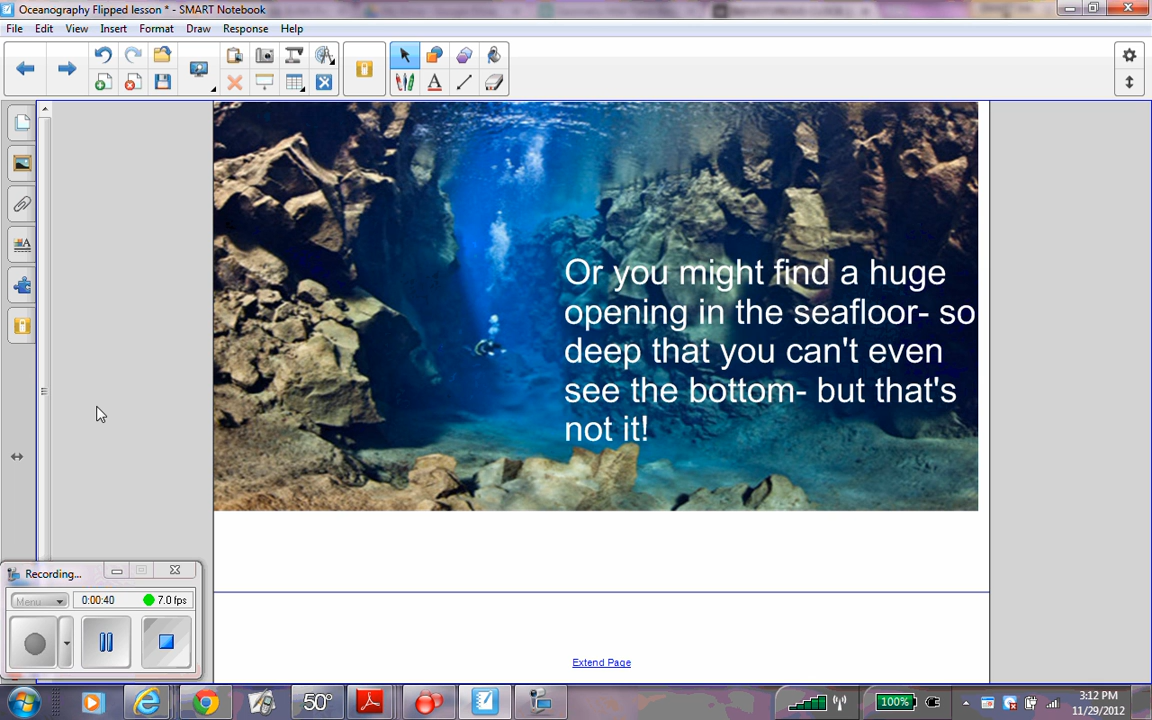 Oceanography Flipped lesson * - SMART Notebook
File Edit View Insert Format Draw Response Help
Or you might find a huge
opening in the seafloor- so
deep that you can't even
see the bottom- but that's
not it!
Recording...
Menu 0:00:40 7.0 fps
Extend Page
50° 100% 3:12 PM
11/29/2012